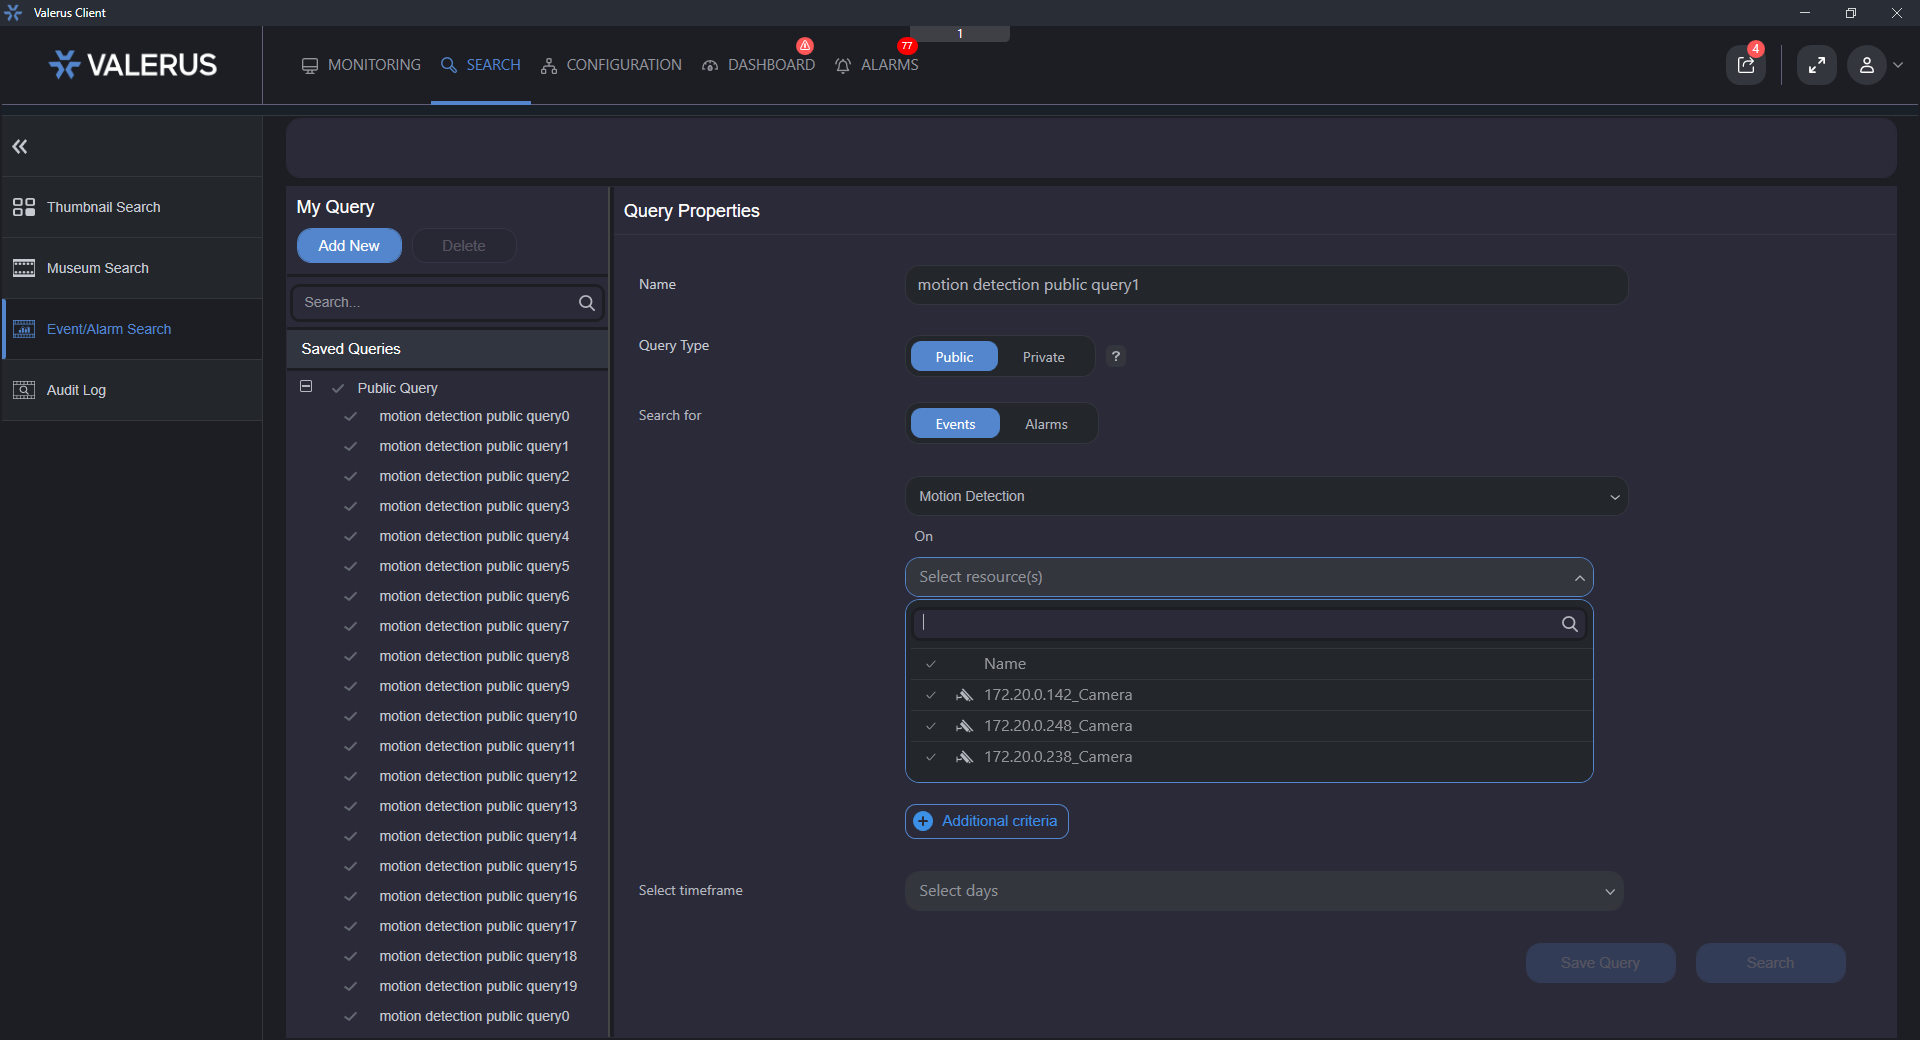 Valerus Client
VALERUS
MONITORING
SEARCH
CONFIGURATION
DASHBOARD
77
ALARMS
1
4
Thumbnail Search
Museum Search
Event/Alarm Search
Audit Log
My Query
Add New
Delete
Search...
Saved Queries
Public Query
motion detection public query0
motion detection public query1
motion detection public query2
motion detection public query3
motion detection public query4
motion detection public query5
motion detection public query6
motion detection public query7
motion detection public query8
motion detection public query9
motion detection public query10
motion detection public query11
motion detection public query12
motion detection public query13
motion detection public query14
motion detection public query15
motion detection public query16
motion detection public query17
motion detection public query18
motion detection public query19
motion detection public query0
Query Properties
Name
motion detection public query1
Query Type
Public
Private
?
Search for
Events
Alarms
Motion Detection
On
Select resource(s)
Name
172.20.0.142_Camera
172.20.0.248_Camera
172.20.0.238_Camera
Additional criteria
Select timeframe
Select days
Save Query
Search